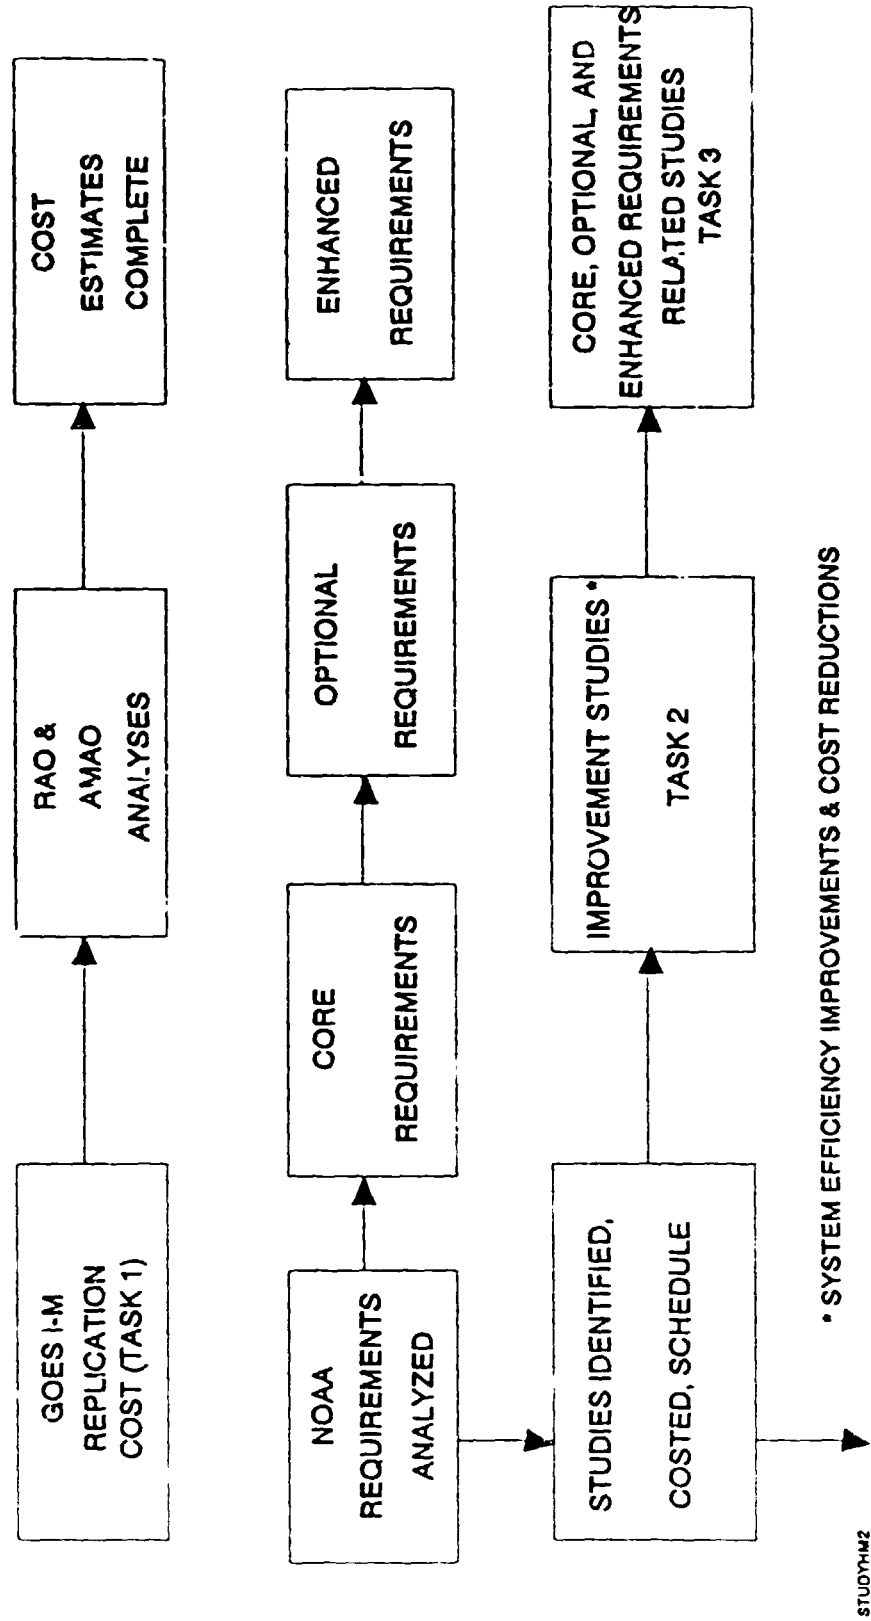 GOES I-M
REPLICATION
COST (TASK 1)
RAO &
AMAO
ANALYSES
COST
ESTIMATES
COMPLETE
NOAA
REQUIREMENTS
ANALYZED
CORE
REQUIREMENTS
OPTIONAL
REQUIREMENTS
ENHANCED
REQUIREMENTS
STUDIES IDENTIFIED,
COSTED, SCHEDULE
IMPROVEMENT STUDIES *
TASK 2
CORE, OPTIONAL, AND
ENHANCED REQUIREMENTS
RELATED STUDIES
TASK 3
* SYSTEM EFFICIENCY IMPROVEMENTS & COST REDUCTIONS
STUDYHM2